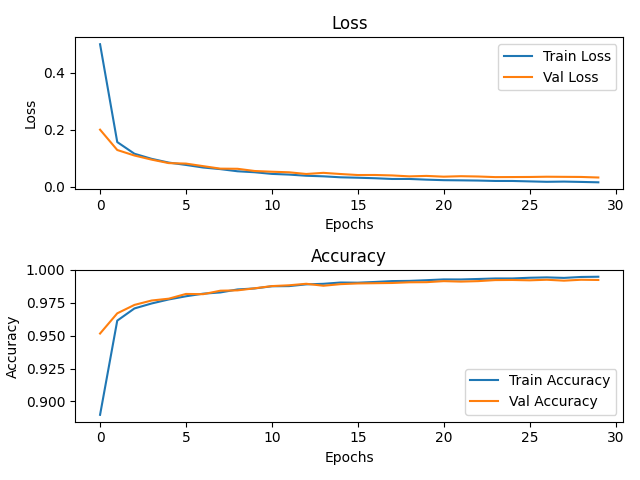 Loss
Loss
0.4
0.2
0.0
Train Loss
Val Loss
0 5 10 15 20 25 30
Epochs
Accuracy
Accuracy
1.000
0.975
0.950
0.925
0.900
Train Accuracy
Val Accuracy
0 5 10 15 20 25 30
Epochs